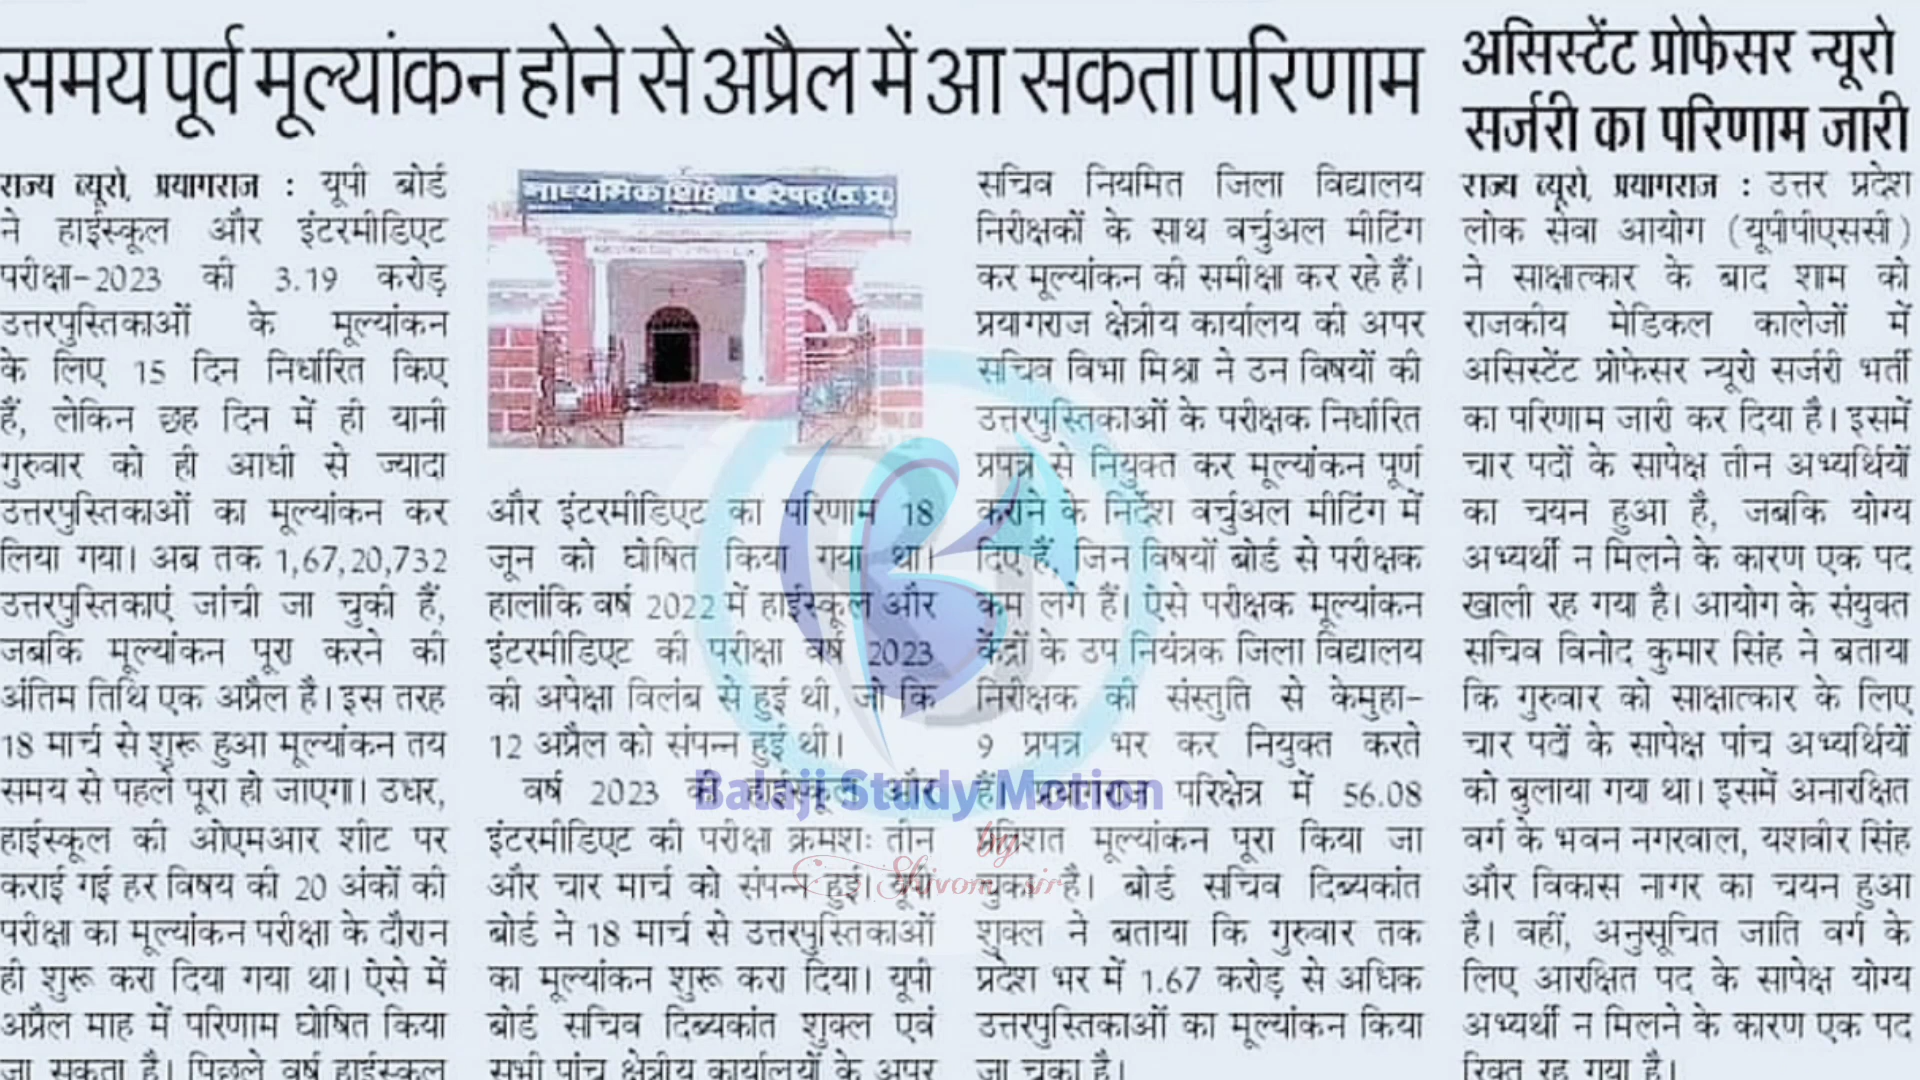 समय पूर्व मूल्यांकन होने से अप्रैल में आ सकता परिणाम
राज्य ब्यूरो, प्रयागराज : यूपी बोर्ड
ने हाईस्कूल और इंटरमीडिएट
परीक्षा-2023 की 3.19 करोड़
उत्तरपुस्तिकाओं के मूल्यांकन
के लिए 15 दिन निर्धारित किए
हैं, लेकिन छह दिन में ही यानी
गुरुवार को ही आधी से ज्यादा
उत्तरपुस्तिकाओं का मूल्यांकन कर
लिया गया। अब तक 1,67,20,732
उत्तरपुस्तिकाएं जांची जा चुकी हैं,
जबकि मूल्यांकन पूरा करने की
अंतिम तिथि एक अप्रैल है। इस तरह
18 मार्च से शुरू हुआ मूल्यांकन तय
समय से पहले पूरा हो जाएगा। उधर,
हाईस्कूल की ओएमआर शीट पर
कराई गई हर विषय की 20 अंकों की
परीक्षा का मूल्यांकन परीक्षा के दौरान
ही शुरू करा दिया गया था। ऐसे में
अप्रैल माह में परिणाम घोषित किया
जा सकता है। पिछले वर्ष हाईस्कूल
माध्यमिक शिक्षा परिषद् (उ. प्र.)
और इंटरमीडिएट का परिणाम 18
जून को घोषित किया गया था।
हालांकि वर्ष 2022 में हाईस्कूल और
इंटरमीडिएट की परीक्षा वर्ष 2023
की अपेक्षा विलंब से हुई थी, जो कि
12 अप्रैल को संपन्न हुई थी।
वर्ष 2023 की हाईस्कूल और
इंटरमीडिएट की परीक्षा क्रमशः तीन
और चार मार्च को संपन्न हुई। यूपी
बोर्ड ने 18 मार्च से उत्तरपुस्तिकाओं
का मूल्यांकन शुरू करा दिया। यूपी
बोर्ड सचिव दिब्यकांत शुक्ल एवं
सभी पांच क्षेत्रीय कार्यालयों के अपर
सचिव नियमित जिला विद्यालय
निरीक्षकों के साथ वर्चुअल मीटिंग
कर मूल्यांकन की समीक्षा कर रहे हैं।
प्रयागराज क्षेत्रीय कार्यालय की अपर
सचिव विभा मिश्रा ने उन विषयों की
उत्तरपुस्तिकाओं के परीक्षक निर्धारित
प्रपत्र से नियुक्त कर मूल्यांकन पूर्ण
कराने के निर्देश वर्चुअल मीटिंग में
दिए हैं, जिन विषयों बोर्ड से परीक्षक
कम लगे हैं। ऐसे परीक्षक मूल्यांकन
केंद्रों के उप नियंत्रक जिला विद्यालय
निरीक्षक की संस्तुति से केमुहा-
9 प्रपत्र भर कर नियुक्त करते
हैं। प्रयागराज परिक्षेत्र में 56.08
प्रतिशत मूल्यांकन पूरा किया जा
चुका है। बोर्ड सचिव दिब्यकांत
शुक्ल ने बताया कि गुरुवार तक
प्रदेश भर में 1.67 करोड़ से अधिक
उत्तरपुस्तिकाओं का मूल्यांकन किया
जा चुका है।
असिस्टेंट प्रोफेसर न्यूरो
सर्जरी का परिणाम जारी
राज्य ब्यूरो, प्रयागराज : उत्तर प्रदेश
लोक सेवा आयोग (यूपीपीएससी)
ने साक्षात्कार के बाद शाम को
राजकीय मेडिकल कालेजों में
असिस्टेंट प्रोफेसर न्यूरो सर्जरी भर्ती
का परिणाम जारी कर दिया है। इसमें
चार पदों के सापेक्ष तीन अभ्यर्थियों
का चयन हुआ है, जबकि योग्य
अभ्यर्थी न मिलने के कारण एक पद
खाली रह गया है। आयोग के संयुक्त
सचिव विनोद कुमार सिंह ने बताया
कि गुरुवार को साक्षात्कार के लिए
चार पदों के सापेक्ष पांच अभ्यर्थियों
को बुलाया गया था। इसमें अनारक्षित
वर्ग के भवन नगरवाल, यशवीर सिंह
और विकास नागर का चयन हुआ
है। वहीं, अनुसूचित जाति वर्ग के
लिए आरक्षित पद के सापेक्ष योग्य
अभ्यर्थी न मिलने के कारण एक पद
रिक्त रह गया है।
Balaji Study Motion
by
Shivom sir